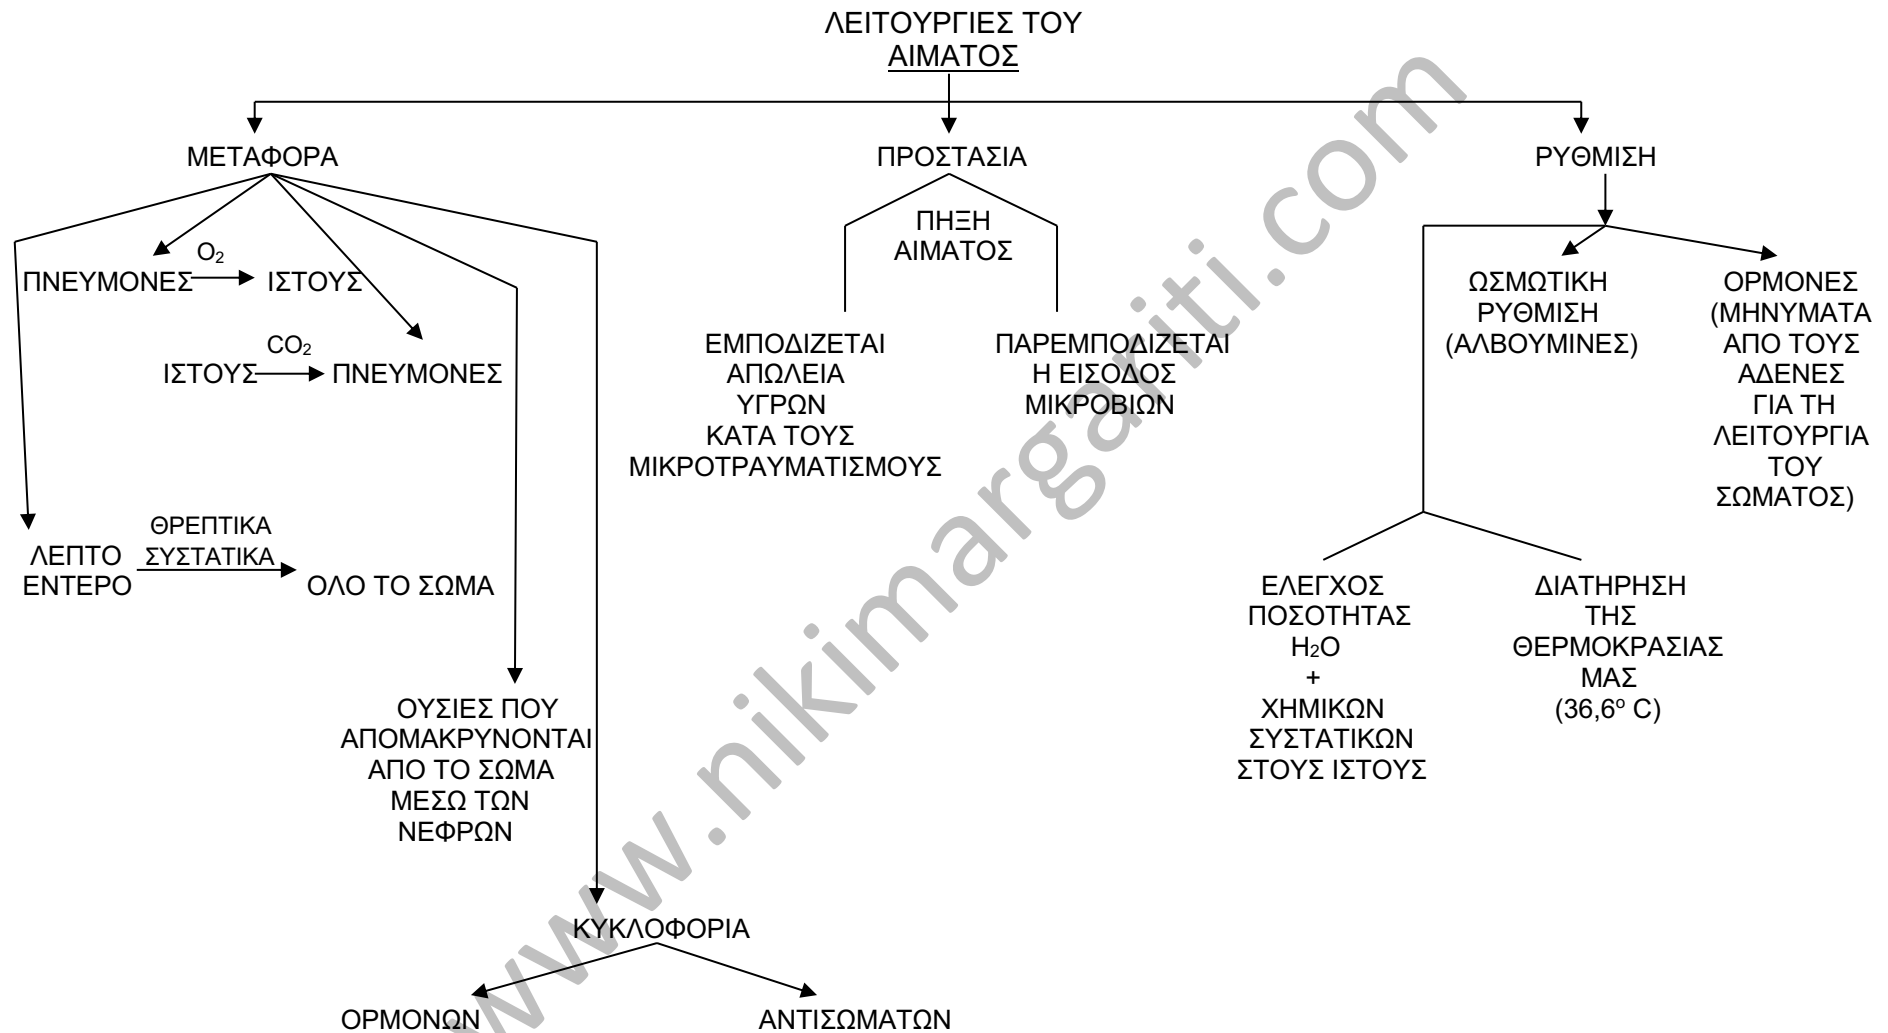 ΛΕΙΤΟΥΡΓΙΕΣ ΤΟΥ
ΑΙΜΑΤΟΣ
ΜΕΤΑΦΟΡΑ
ΠΝΕΥΜΟΝΕΣ O₂ ΙΣΤΟΥΣ
ΙΣΤΟΥΣ CO₂ ΠΝΕΥΜΟΝΕΣ
ΛΕΠΤΟ
ΕΝΤΕΡΟ
ΘΡΕΠΤΙΚΑ
ΣΥΣΤΑΤΙΚΑ
ΟΛΟ ΤΟ ΣΩΜΑ
ΟΥΣΙΕΣ ΠΟΥ
ΑΠΟΜΑΚΡΥΝΟΝΤΑΙ
ΑΠΟ ΤΟ ΣΩΜΑ
ΜΕΣΩ ΤΩΝ
ΝΕΦΡΩΝ
ΚΥΚΛΟΦΟΡΙΑ
ΟΡΜΟΝΩΝ
ΑΝΤΙΣΩΜΑΤΩΝ
ΠΡΟΣΤΑΣΙΑ
ΠΗΞΗ
ΑΙΜΑΤΟΣ
ΕΜΠΟΔΙΖΕΤΑΙ
ΑΠΩΛΕΙΑ
ΥΓΡΩΝ
ΚΑΤΑ ΤΟΥΣ
ΜΙΚΡΟΤΡΑΥΜΑΤΙΣΜΟΥΣ
ΠΑΡΕΜΠΟΔΙΖΕΤΑΙ
Η ΕΙΣΟΔΟΣ
ΜΙΚΡΟΒΙΩΝ
ΡΥΘΜΙΣΗ
ΩΣΜΩΤΙΚΗ
ΡΥΘΜΙΣΗ
(ΑΛΒΟΥΜΙΝΕΣ)
ΟΡΜΟΝΕΣ
(ΜΗΝΥΜΑΤΑ
ΑΠΟ ΤΟΥΣ
ΑΔΕΝΕΣ
ΓΙΑ ΤΗ
ΛΕΙΤΟΥΡΓΙΑ
ΤΟΥ
ΣΩΜΑΤΟΣ)
ΕΛΕΓΧΟΣ
ΠΟΣΟΤΗΤΑΣ
H₂O
+
ΧΗΜΙΚΩΝ
ΣΥΣΤΑΤΙΚΩΝ
ΣΤΟΥΣ ΙΣΤΟΥΣ
ΔΙΑΤΗΡΗΣΗ
ΤΗΣ
ΘΕΡΜΟΚΡΑΣΙΑΣ
ΜΑΣ
(36,6º C)
www.nikimargariti.com